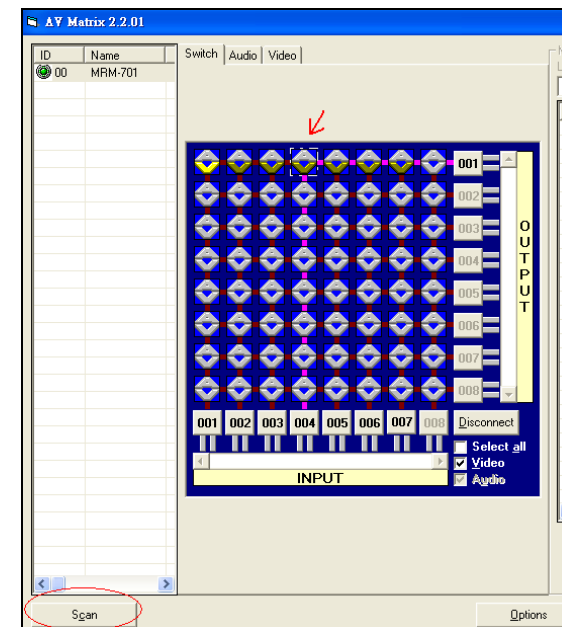 AV Matrix 2.2.01
ID Name
00 MRM-701
Switch Audio Video
001
002
003
004
005
006
007
008
OUTPUT
001 002 003 004 005 006 007 008
Disconnect
Select all
Video
Audio
INPUT
Scan
Options